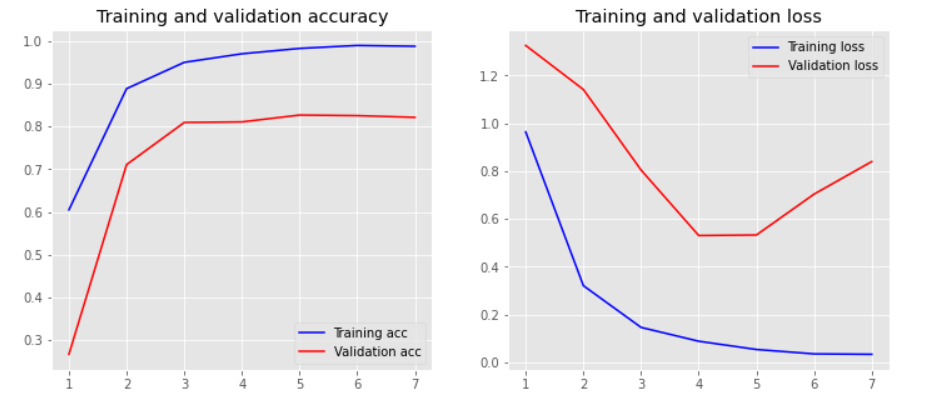 Training and validation accuracy
1.0
0.9
0.8
0.7
0.6
0.5
0.4
0.3
Training acc
Validation acc
1 2 3 4 5 6 7
Training and validation loss
Training loss
Validation loss
1.2
1.0
0.8
0.6
0.4
0.2
0.0
1 2 3 4 5 6 7